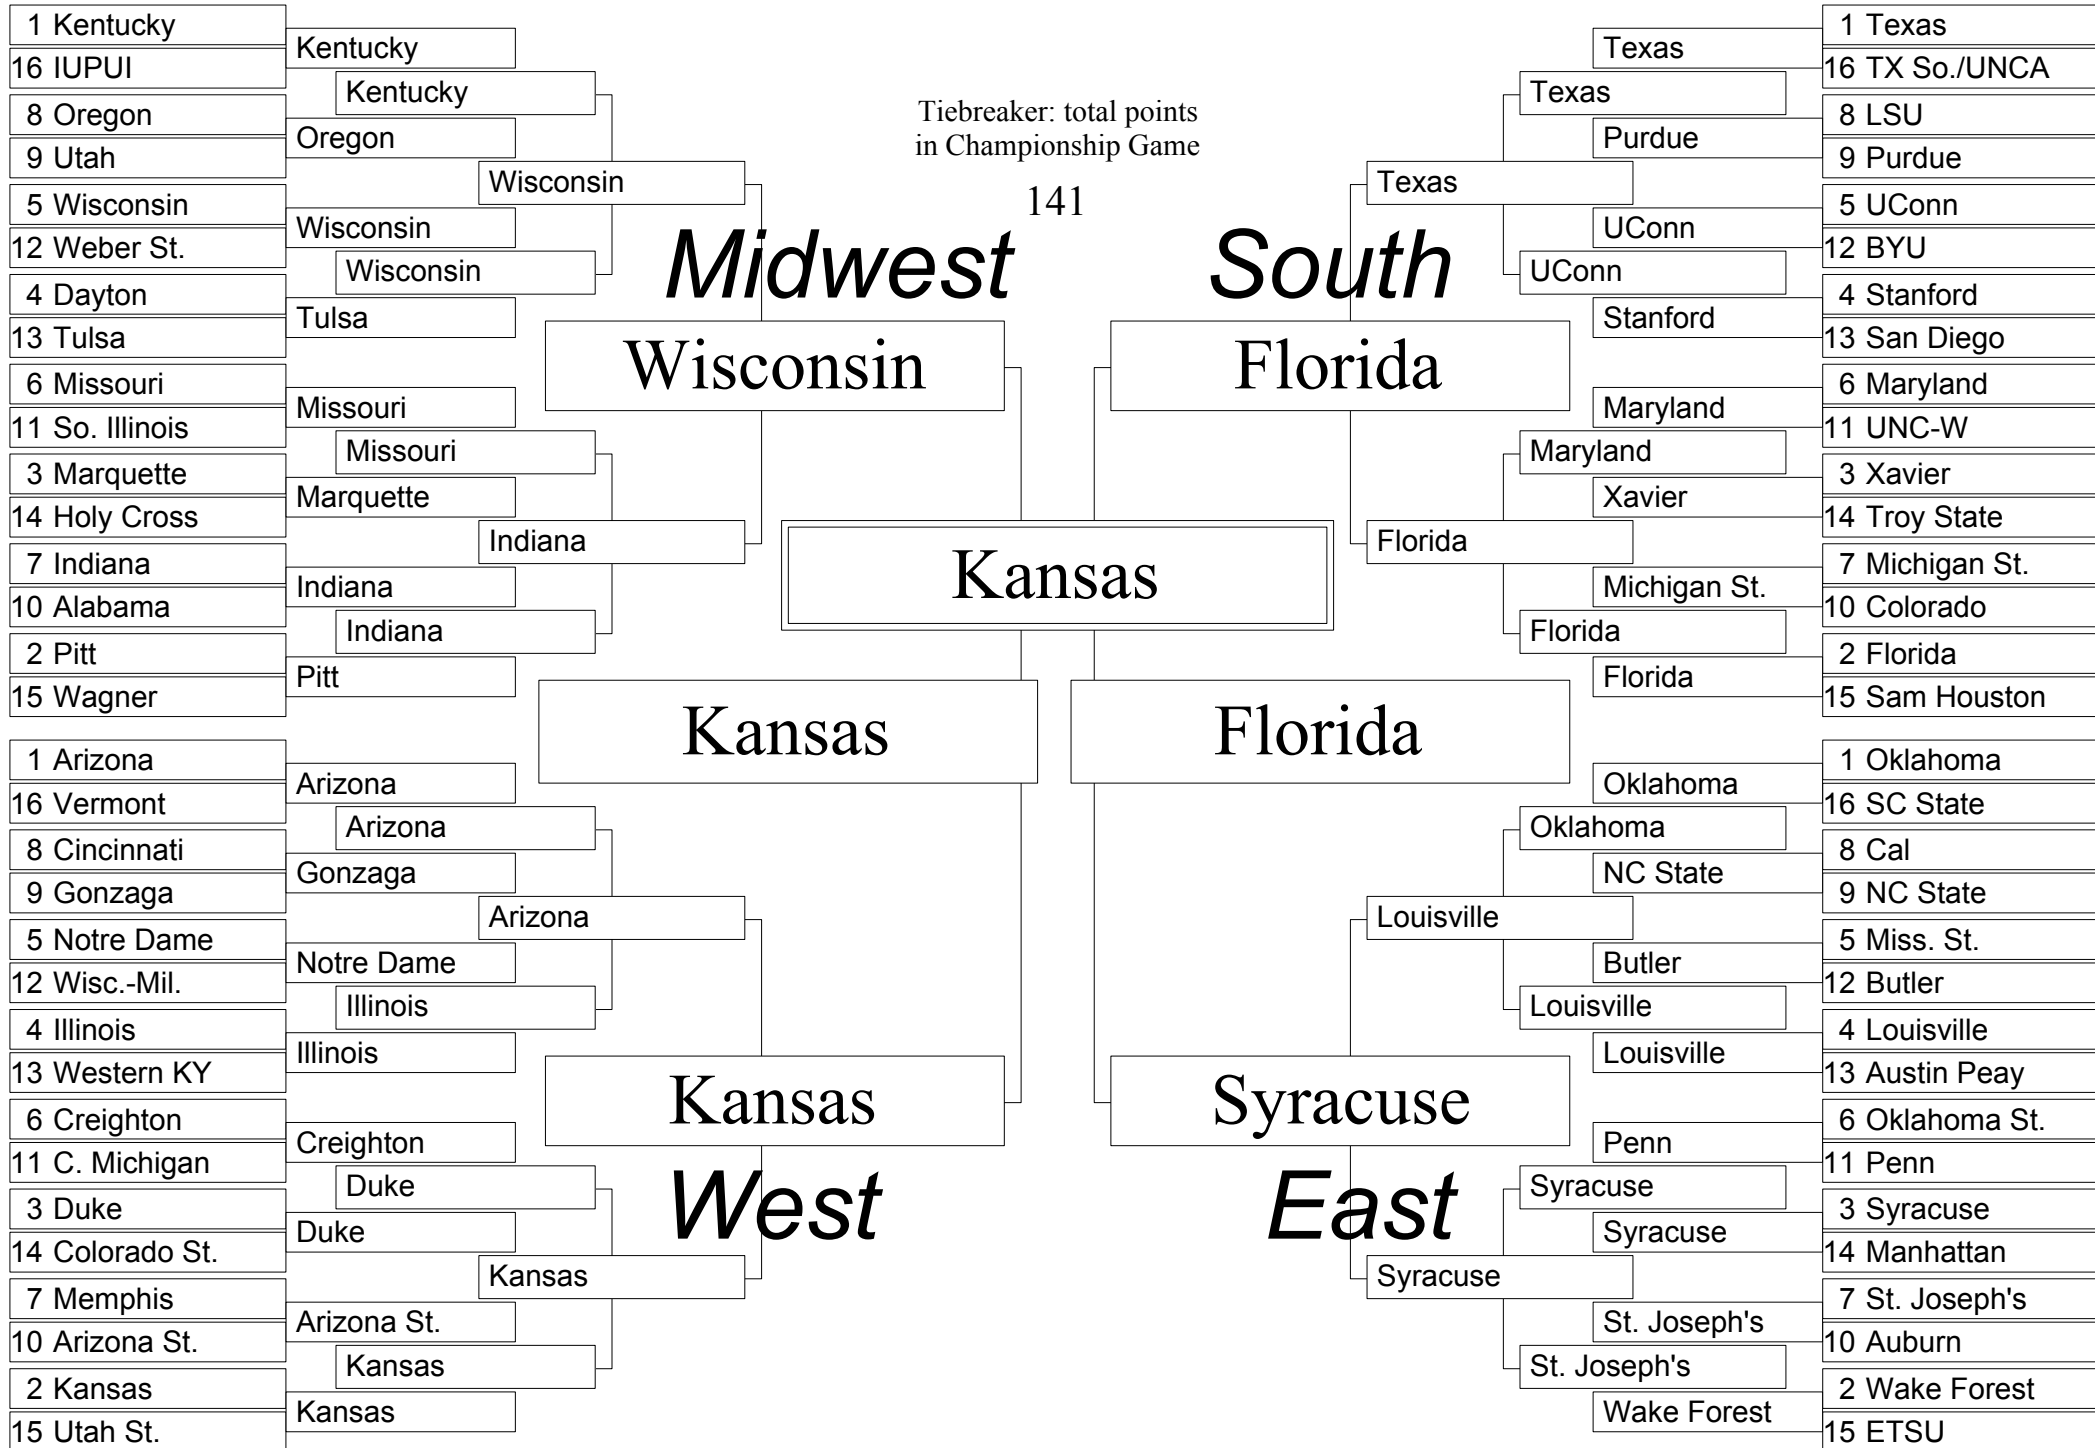 1 Kentucky
16 IUPUI
8 Oregon
9 Utah
5 Wisconsin
12 Weber St.
4 Dayton
13 Tulsa
6 Missouri
11 So. Illinois
3 Marquette
14 Holy Cross
7 Indiana
10 Alabama
2 Pitt
15 Wagner
Kentucky
Oregon
Wisconsin
Tulsa
Missouri
Marquette
Indiana
Pitt
Kentucky
Wisconsin
Missouri
Indiana
Wisconsin
Indiana
Midwest
Wisconsin
1 Arizona
16 Vermont
8 Cincinnati
9 Gonzaga
5 Notre Dame
12 Wisc.-Mil.
4 Illinois
13 Western KY
6 Creighton
11 C. Michigan
3 Duke
14 Colorado St.
7 Memphis
10 Arizona St.
2 Kansas
15 Utah St.
Arizona
Gonzaga
Notre Dame
Illinois
Creighton
Duke
Arizona St.
Kansas
Arizona
Illinois
Duke
Kansas
Arizona
Kansas
Kansas
West
Tiebreaker: total points
in Championship Game
141
Kansas
Kansas
Florida
South
Florida
Texas
Florida
Texas
UConn
Maryland
Florida
Texas
Purdue
UConn
Stanford
Maryland
Xavier
Michigan St.
Florida
1 Texas
16 TX So./UNCA
8 LSU
9 Purdue
5 UConn
12 BYU
4 Stanford
13 San Diego
6 Maryland
11 UNC-W
3 Xavier
14 Troy State
7 Michigan St.
10 Colorado
2 Florida
15 Sam Houston
Syracuse
East
Louisville
Syracuse
Oklahoma
Louisville
Syracuse
St. Joseph's
Oklahoma
NC State
Butler
Louisville
Penn
Syracuse
St. Joseph's
Wake Forest
1 Oklahoma
16 SC State
8 Cal
9 NC State
5 Miss. St.
12 Butler
4 Louisville
13 Austin Peay
6 Oklahoma St.
11 Penn
3 Syracuse
14 Manhattan
7 St. Joseph's
10 Auburn
2 Wake Forest
15 ETSU